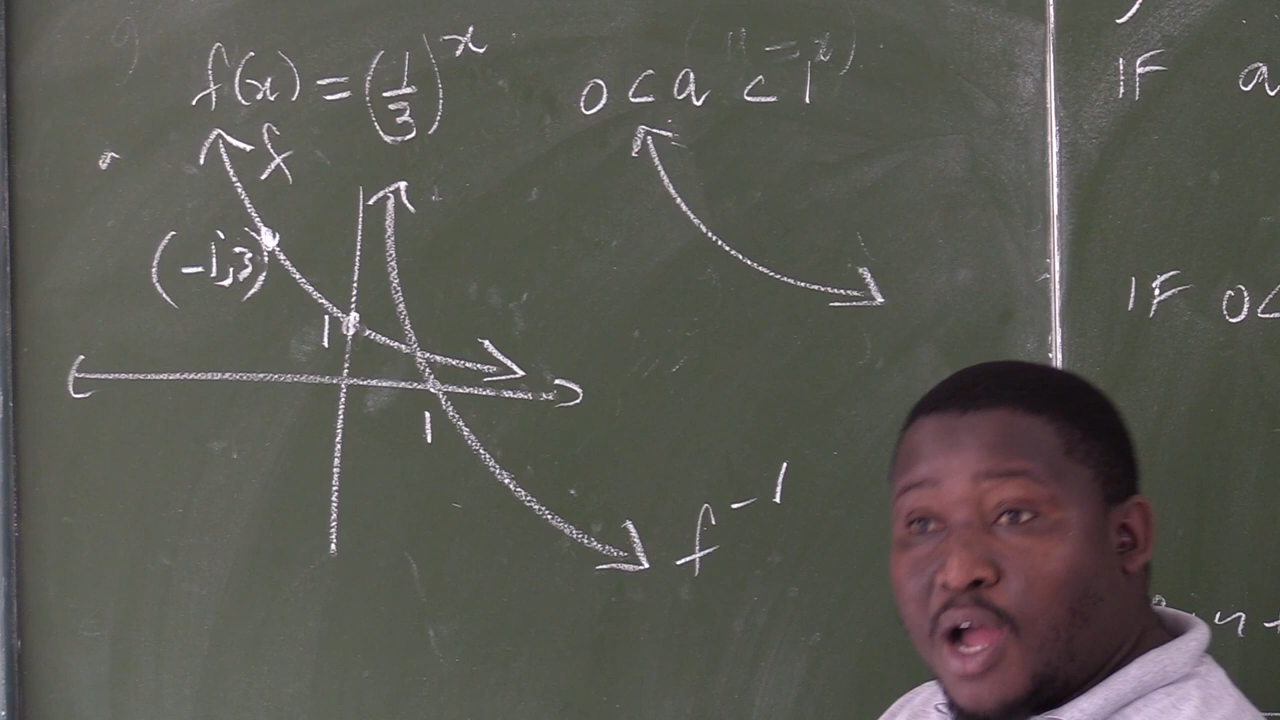 f(x) = (1/3)^x
0 < a < 1
IF a
f
(-1,3)
1
IF 0<
1
f^-1